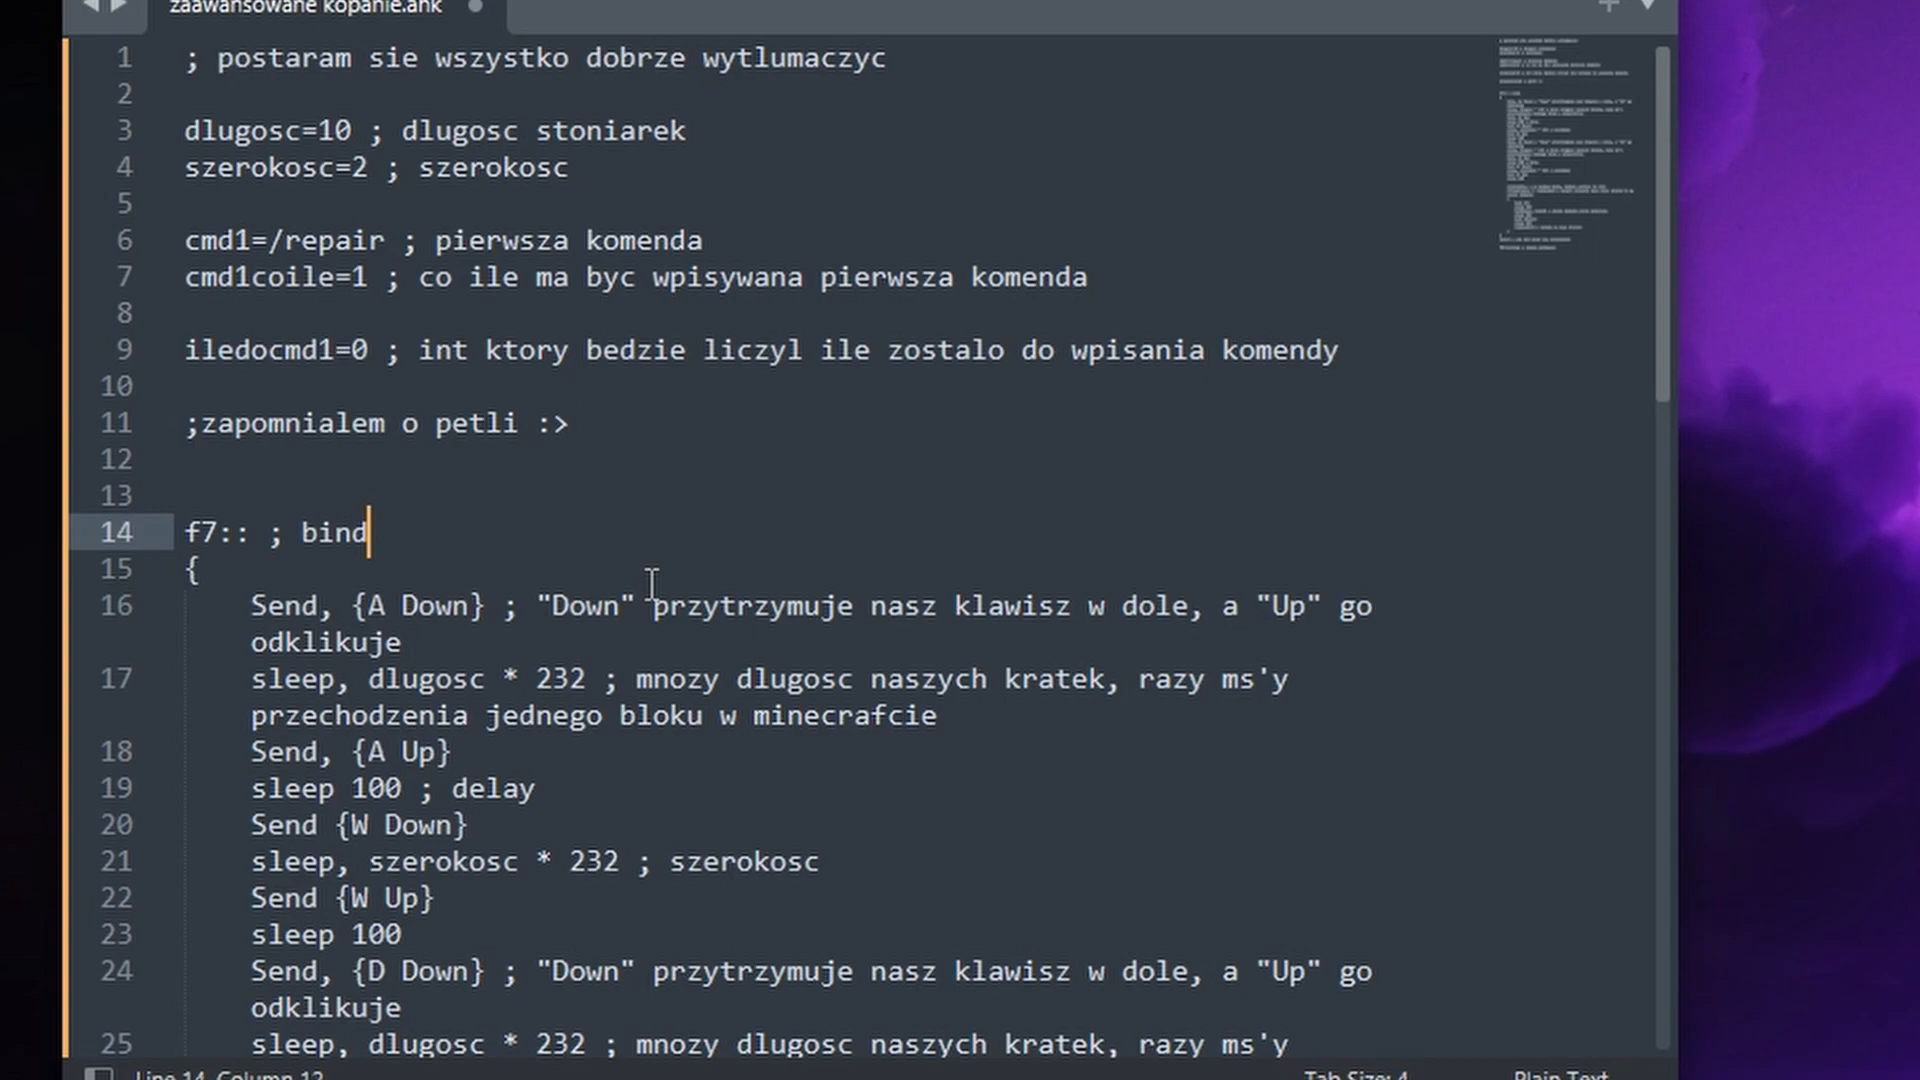 zaawansowane kopanie.ahk
1 ; postaram sie wszystko dobrze wytlumaczyc
2
3 dlugosc=10 ; dlugosc stoniarek
4 szerokosc=2 ; szerokosc
5
6 cmd1=/repair ; pierwsza komenda
7 cmd1coile=1 ; co ile ma byc wpisywana pierwsza komenda
8
9 iledocmd1=0 ; int ktory bedzie liczyl ile zostalo do wpisania komendy
10
11 ;zapomnialem o petli :>
12
13
14 f7:: ; bind
15 {
16 Send, {A Down} ; "Down" przytrzymuje nasz klawisz w dole, a "Up" go
odklikuje
17 sleep, dlugosc * 232 ; mnozy dlugosc naszych kratek, razy ms'y
przechodzenia jednego bloku w minecrafcie
18 Send, {A Up}
19 sleep 100 ; delay
20 Send {W Down}
21 sleep, szerokosc * 232 ; szerokosc
22 Send {W Up}
23 sleep 100
24 Send, {D Down} ; "Down" przytrzymuje nasz klawisz w dole, a "Up" go
odklikuje
25 sleep, dlugosc * 232 ; mnozy dlugosc naszych kratek, razy ms'y
Line 14, Column 12 Tab Size: 4 Plain Text